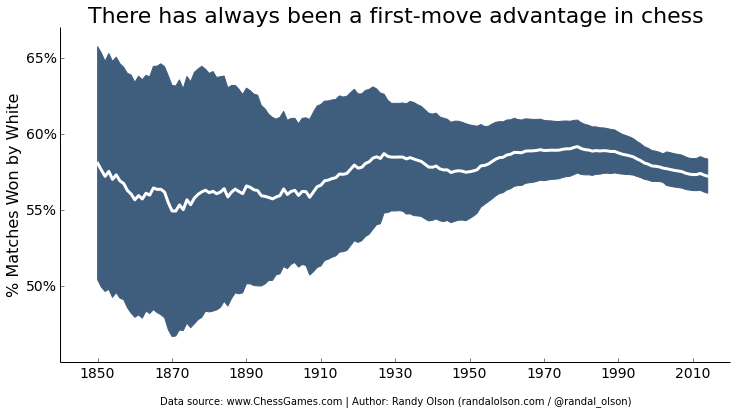 There has always been a first-move advantage in chess
% Matches Won by White
65%
60%
55%
50%
1850 1870 1890 1910 1930 1950 1970 1990 2010
Data source: www.ChessGames.com | Author: Randy Olson (randalolson.com / @randal_olson)